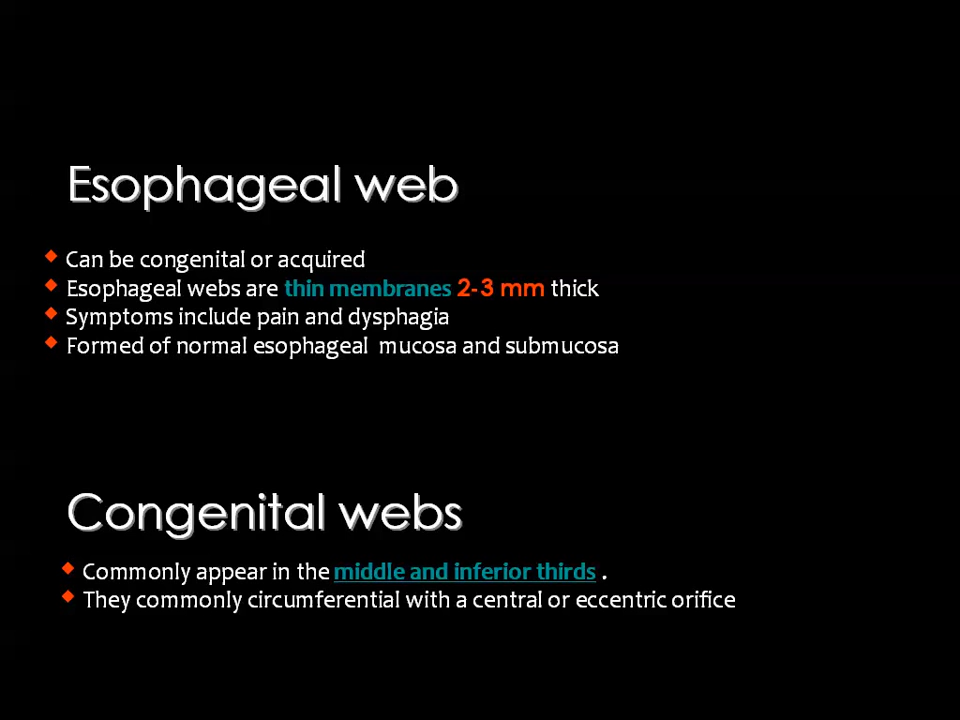 Esophageal web
Can be congenital or acquired
Esophageal webs are thin membranes 2-3 mm thick
Symptoms include pain and dysphagia
Formed of normal esophageal mucosa and submucosa
Congenital webs
Commonly appear in the middle and inferior thirds .
They commonly circumferential with a central or eccentric orifice